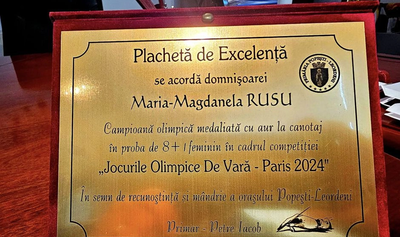 Plachetă de Excelență
se acordă domnișoarei
Maria-Magdanela RUSU
Campioană olimpică medaliată cu aur la canotaj
în proba de 8+1 feminin în cadrul competiției
„Jocurile Olimpice De Vară - Paris 2024"
În semn de recunoștință și mândrie a orașului Popești-Leordeni
Primar - Petre Iacob